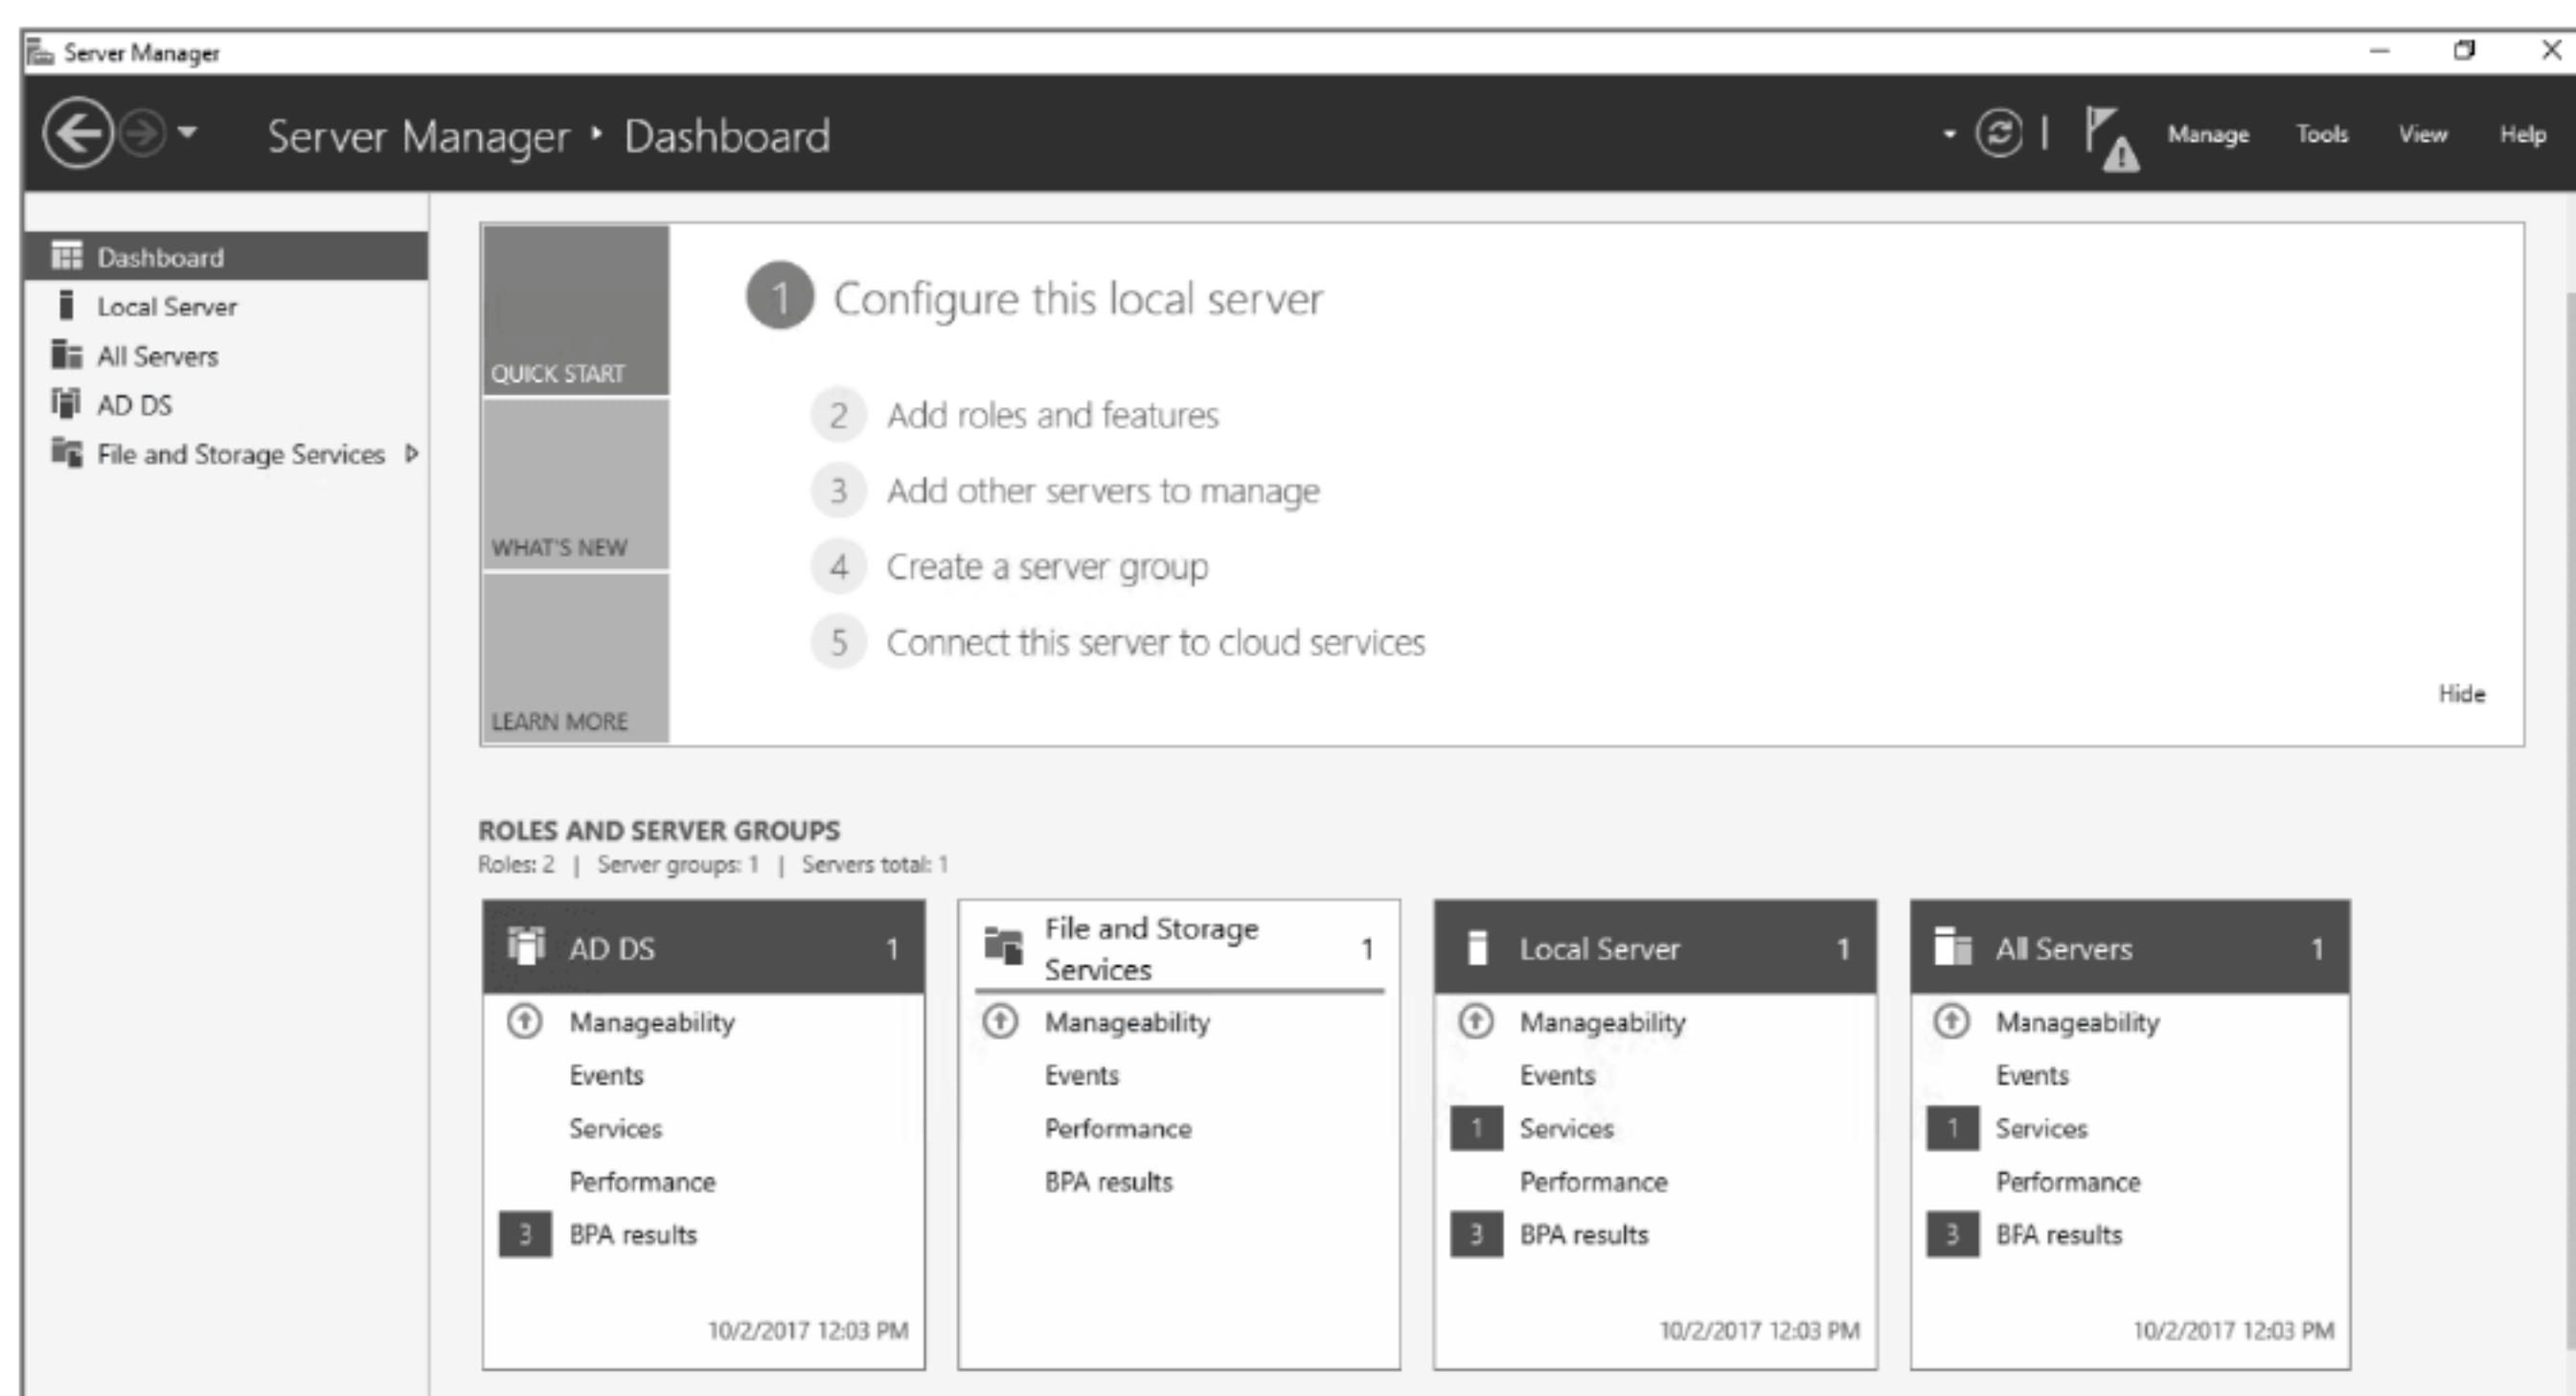 Server Manager
Server Manager ‣ Dashboard
Manage Tools View Help
Dashboard
Local Server
All Servers
AD DS
File and Storage Services
QUICK START
WHAT'S NEW
LEARN MORE
1 Configure this local server
2 Add roles and features
3 Add other servers to manage
4 Create a server group
5 Connect this server to cloud services
Hide
ROLES AND SERVER GROUPS
Roles: 2 | Server groups: 1 | Servers total: 1
AD DS 1
Manageability
Events
Services
Performance
3 BPA results
10/2/2017 12:03 PM
File and Storage
Services 1
Manageability
Events
Performance
BPA results
Local Server 1
Manageability
Events
1 Services
Performance
3 BPA results
10/2/2017 12:03 PM
All Servers 1
Manageability
Events
1 Services
Performance
3 BFA results
10/2/2017 12:03 PM